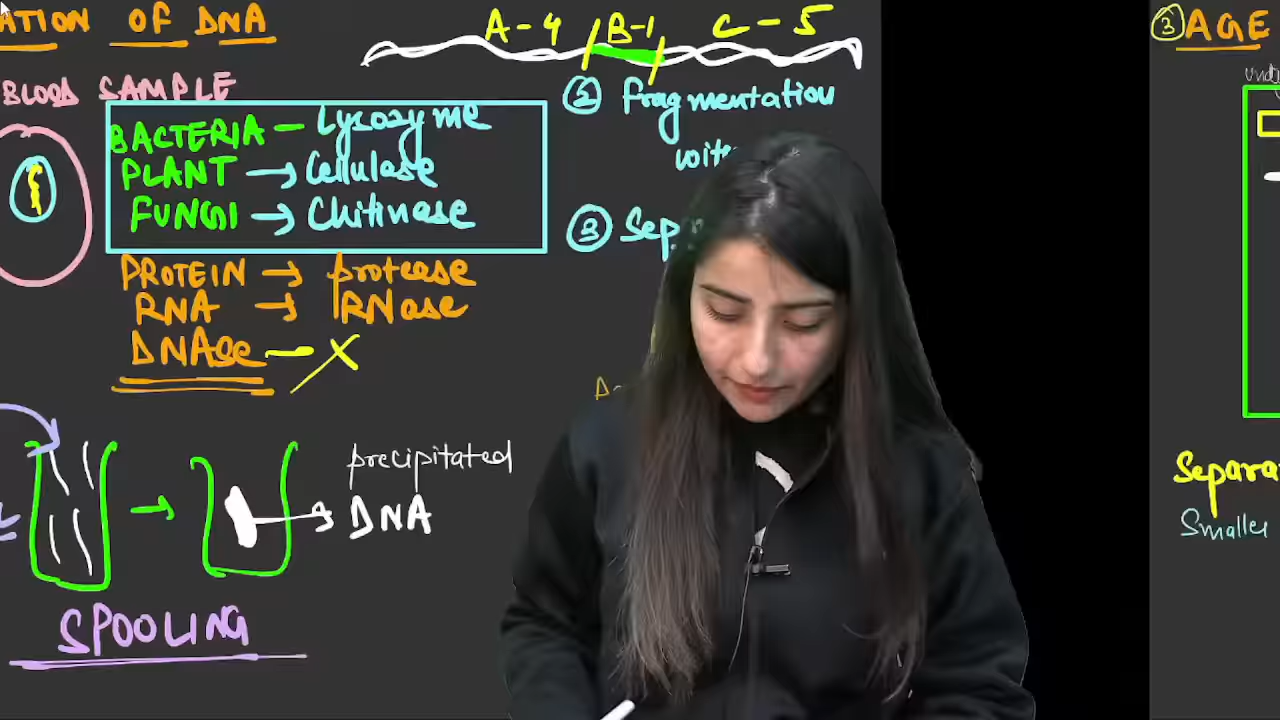 ATION OF DNA
BLOOD SAMPLE
BACTERIA - Lysozyme
PLANT → Cellulase
FUNGI → Chitinase
PROTEIN → protease
RNA → RNase
DNAse - X
precipitated
DNA
SPOOLING
A-4 B-1 C-5
② fragmentation
③ Sep
③ AGE
Separa
Smaller